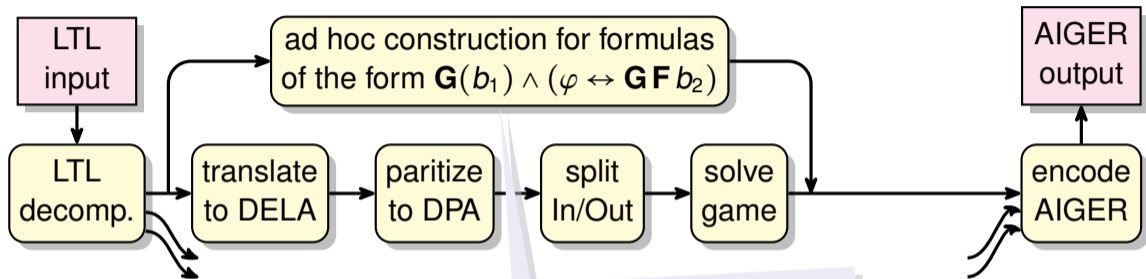 LTL
input
ad hoc construction for formulas
of the form G(b₁) ∧ (φ ↔ G F b₂)
AIGER
output
LTL
decomp.
translate
to DELA
paritize
to DPA
split
In/Out
solve
game
encode
AIGER